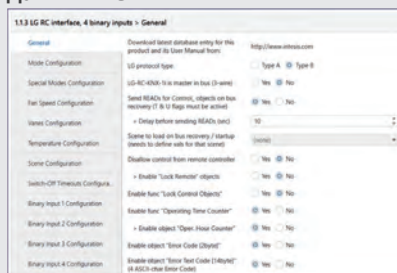 1.1.3 LG RC interface, 4 binary inputs > General
General
Mode Configuration
Special Modes Configuration
Fan Speed Configuration
Vanes Configuration
Temperature Configuration
Scene Configuration
Switch-Off Timeouts Configura...
Binary Input 1 Configuration
Binary Input 2 Configuration
Binary Input 3 Configuration
Binary Input 4 Configuration
Download latest database entry for this
product and its User Manual from:
http://www.intesis.com
LG protocol type
Type A Type B
LG-RC-KNX-1i is master in bus (3-wire)
Yes No
Send READs for Control_ objects on bus
recovery (T & U flags must be active)
Yes No
> Delay before sending READs (sec)
10
Scene to load on bus recovery / startup
(needs to define vals for that scene)
(none)
Disallow control from remote controller
Yes No
> Enable "Lock Remote" objects
Yes No
Enable func "Lock Control Objects"
Yes No
Enable func "Operating Time Counter"
Yes No
> Enable object "Oper. Hour Counter"
Yes No
Enable object "Error Code [2byte]"
Yes No
Enable object "Error Text Code [14byte]"
(4 ASCII-char Error Code)
Yes No